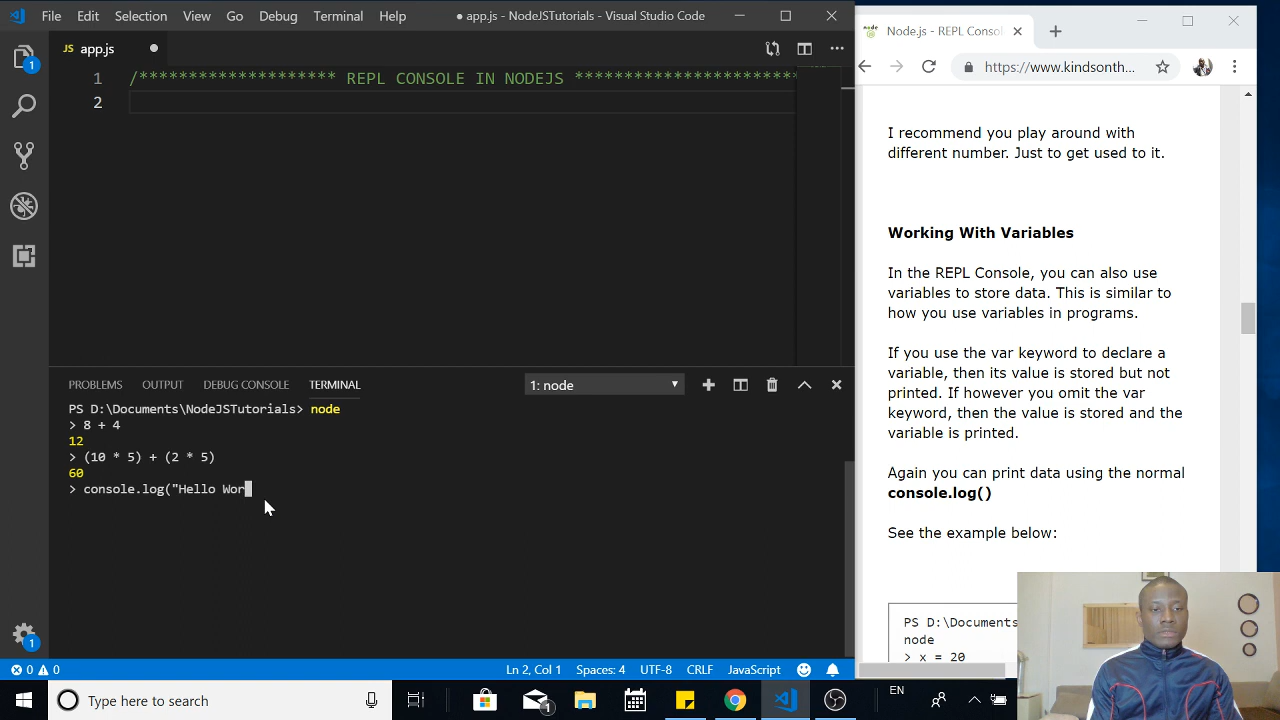 File Edit Selection View Go Debug Terminal Help ● app.js - NodeJSTutorials - Visual Studio Code
JS app.js
1 /******************* REPL CONSOLE IN NODEJS ***********************
2
PROBLEMS OUTPUT DEBUG CONSOLE TERMINAL 1: node
PS D:\Documents\NodeJSTutorials> node
> 8 + 4
12
> (10 * 5) + (2 * 5)
60
> console.log("Hello Wor
1
1
0 0 Ln 2, Col 1 Spaces: 4 UTF-8 CRLF JavaScript
Node.js - REPL Conso
https://www.kindsonth...
I recommend you play around with
different number. Just to get used to it.
Working With Variables
In the REPL Console, you can also use
variables to store data. This is similar to
how you use variables in programs.
If you use the var keyword to declare a
variable, then its value is stored but not
printed. If however you omit the var
keyword, then the value is stored and the
variable is printed.
Again you can print data using the normal
console.log()
See the example below:
PS D:\Documents
node
> x = 20
Type here to search
1
EN